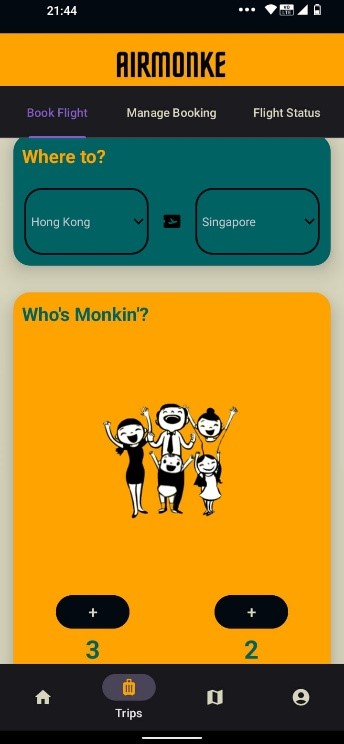 21:44
AIRMONKE
Book Flight
Manage Booking
Flight Status
Where to?
Hong Kong
Singapore
Who's Monkin'?
+
+
3
2
Trips